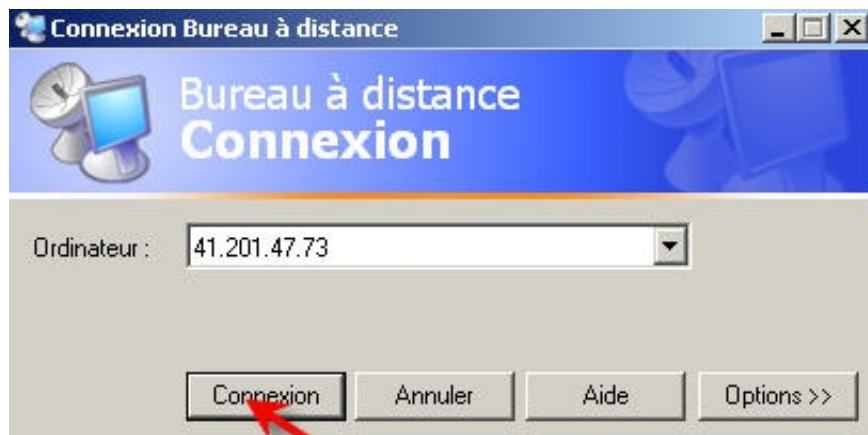 Connexion Bureau à distance
Bureau à distance
Connexion
Ordinateur :
41.201.47.73
Connexion
Annuler
Aide
Options >>